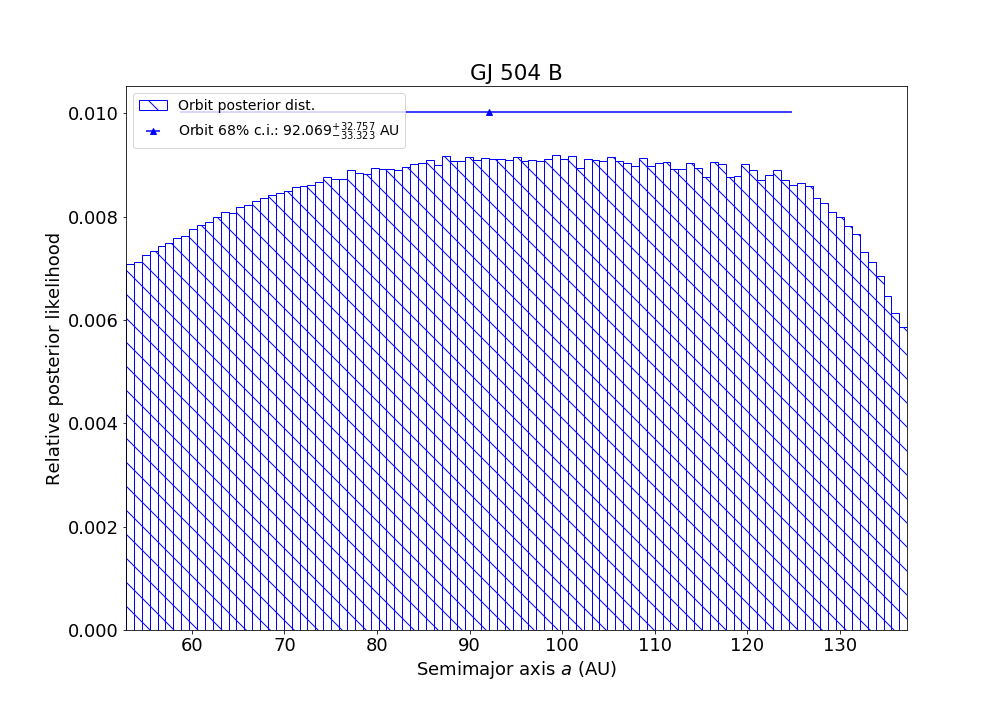 GJ 504 B
Orbit posterior dist.
Orbit 68% c.i.: 92.069+32.757−33.323 AU
Relative posterior likelihood
0.010
0.008
0.006
0.004
0.002
0.000
60 70 80 90 100 110 120 130
Semimajor axis a (AU)